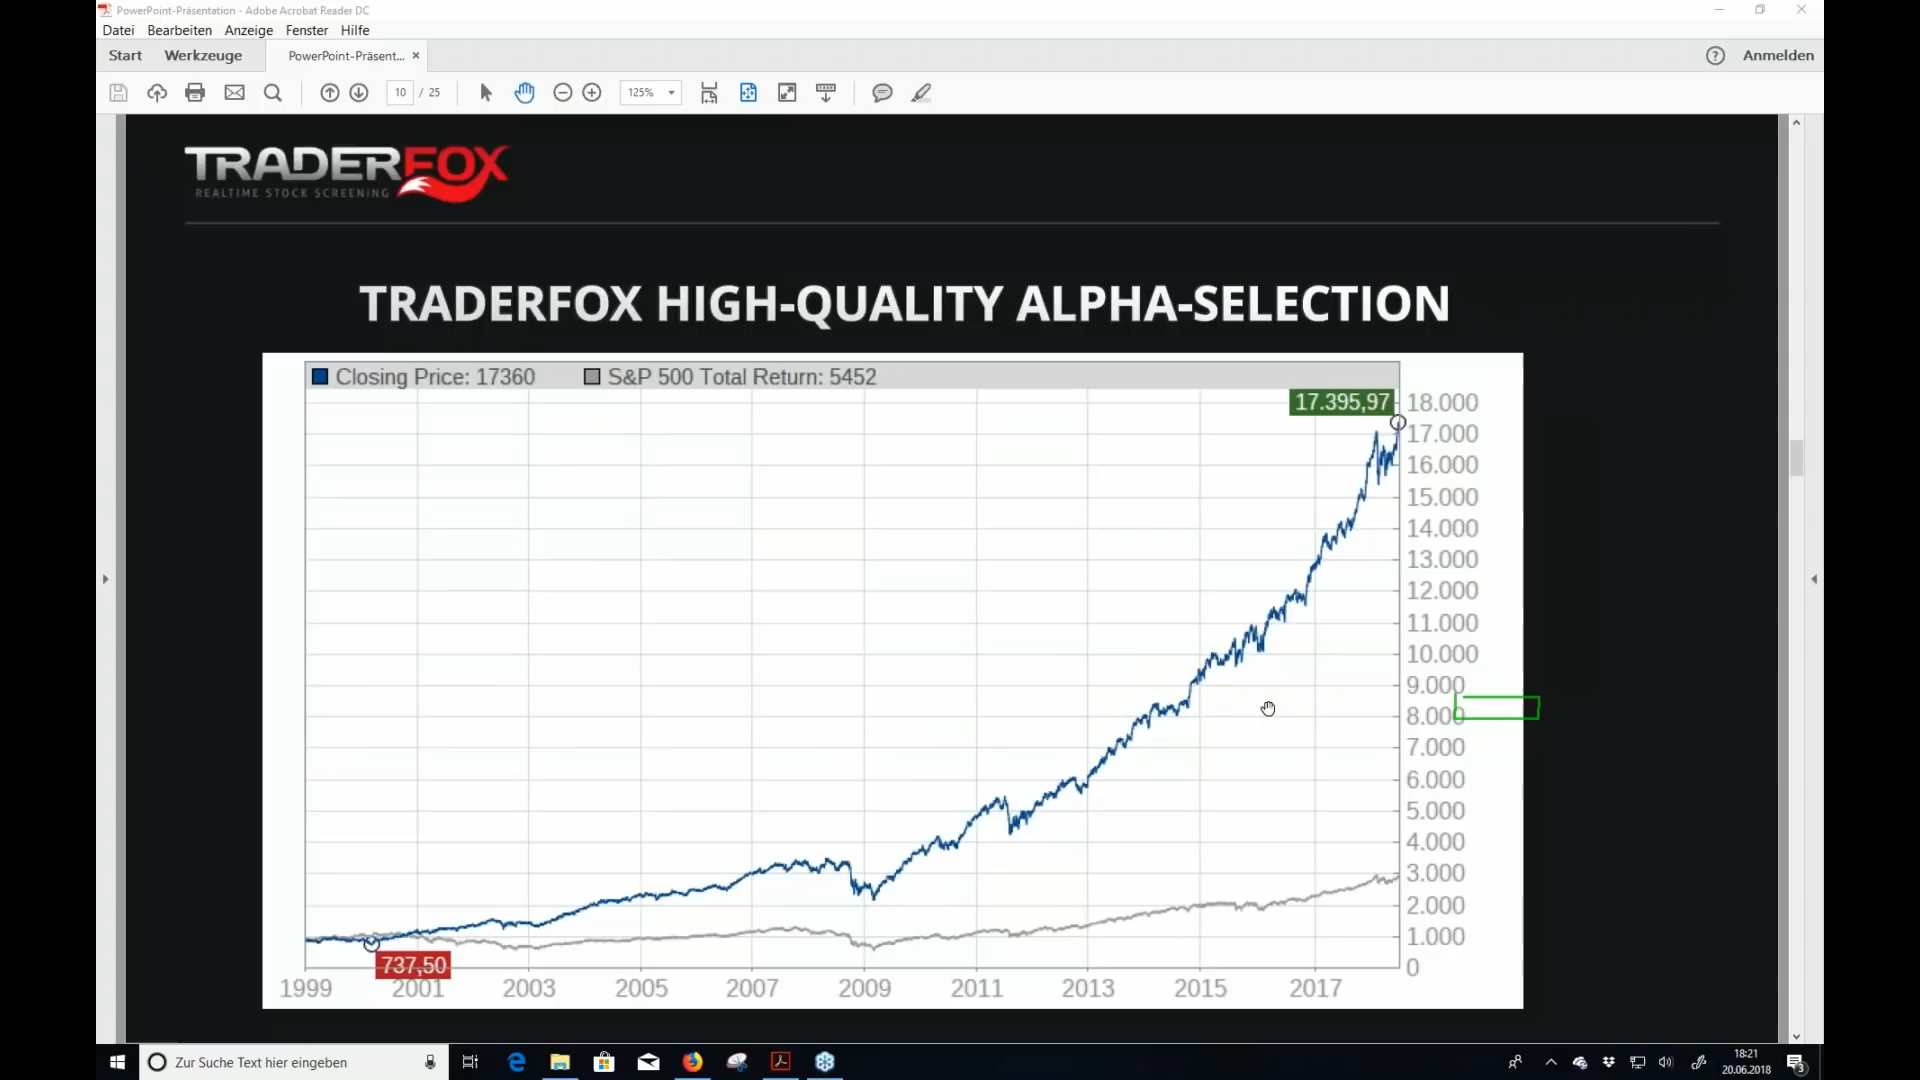 PowerPoint-Präsentation - Adobe Acrobat Reader DC
Datei Bearbeiten Anzeige Fenster Hilfe
Start Werkzeuge PowerPoint-Präsent... × Anmelden
10 / 25 125%
TRADERFOX
REALTIME STOCK SCREENING
TRADERFOX HIGH-QUALITY ALPHA-SELECTION
Closing Price: 17360 S&P 500 Total Return: 5452
17.395,97
18.000
17.000
16.000
15.000
14.000
13.000
12.000
11.000
10.000
9.000
8.000
7.000
6.000
5.000
4.000
3.000
2.000
1.000
0
737,50
1999 2001 2003 2005 2007 2009 2011 2013 2015 2017
Zur Suche Text hier eingeben
18:21
20.06.2018
3